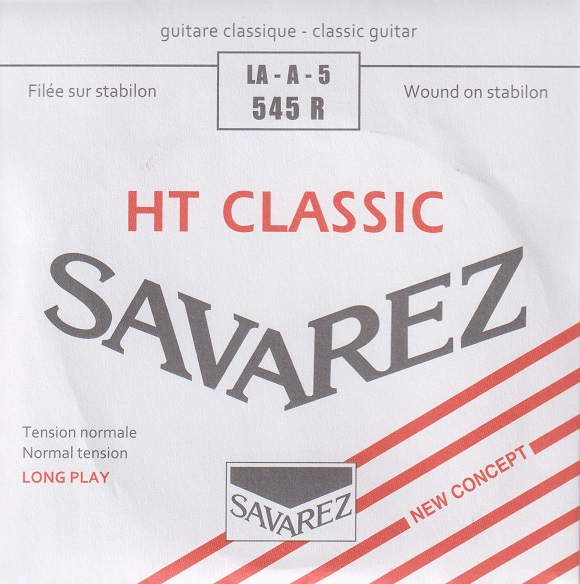 guitare classique - classic guitar
LA - A - 5
545 R
Filée sur stabilon
Wound on stabilon
HT CLASSIC
SAVAREZ
Tension normale
Normal tension
LONG PLAY
SAVAREZ
NEW CONCEPT